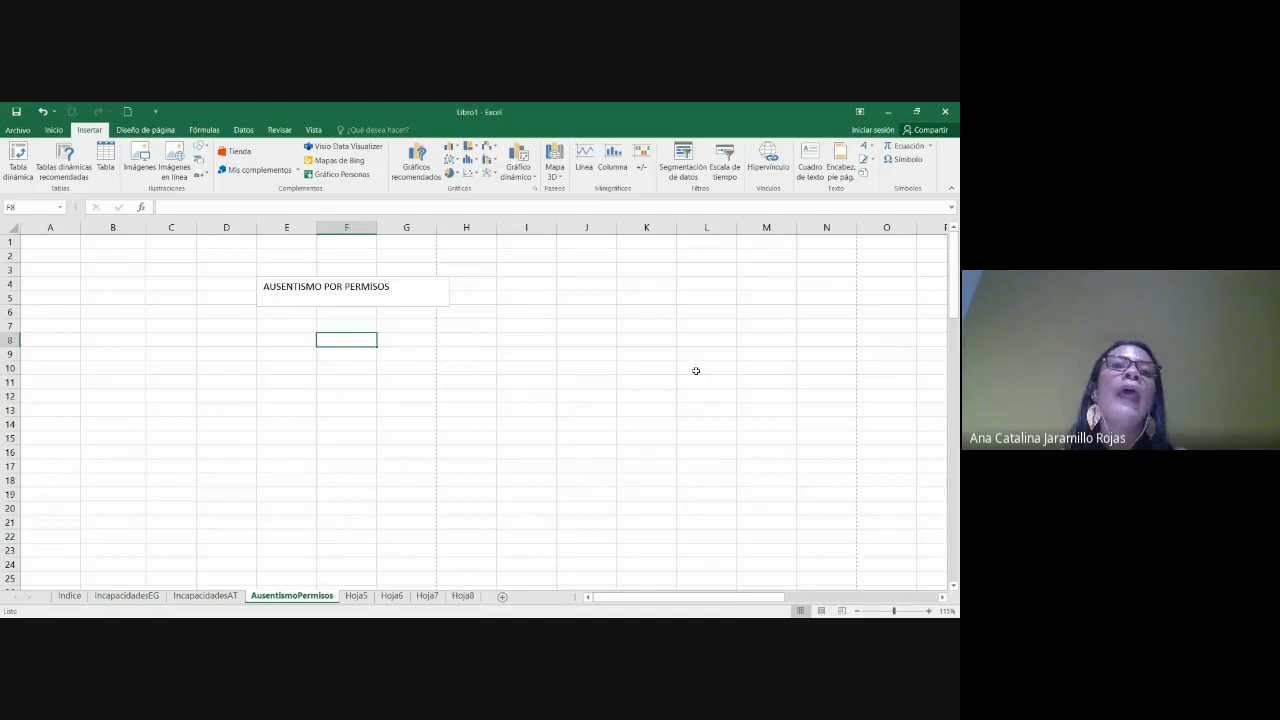 Libro1 - Excel
Archivo Inicio Insertar Diseño de página Fórmulas Datos Revisar Vista ¿Qué desea hacer? Iniciar sesión Compartir
Tabla dinámica
Tablas dinámicas recomendadas
Tabla
Tablas
Imágenes
Imágenes en línea
Ilustraciones
Tienda
Mis complementos
Visio Data Visualizer
Mapas de Bing
Gráfico Personas
Complementos
Gráficos recomendados
Gráficos
Gráfico dinámico
Mapa 3D
Paseos
Línea
Columna
+/-
Minigráficos
Segmentación de datos
Escala de tiempo
Filtros
Hipervínculo
Vínculos
Cuadro de texto
Encabez. pie pág.
Texto
π Ecuación
Ω Símbolo
Símbolos
F8
fx
A B C D E F G H I J K L M N O P
1
2
3
4
AUSENTISMO POR PERMISOS
5
6
7
8
9
10
11
12
13
14
15
16
17
18
19
20
21
22
23
24
25
Indice IncapacidadesEG IncapacidadesAT AusentismoPermisos Hoja5 Hoja6 Hoja7 Hoja8
Listo
115%
Ana Catalina Jaramillo Rojas